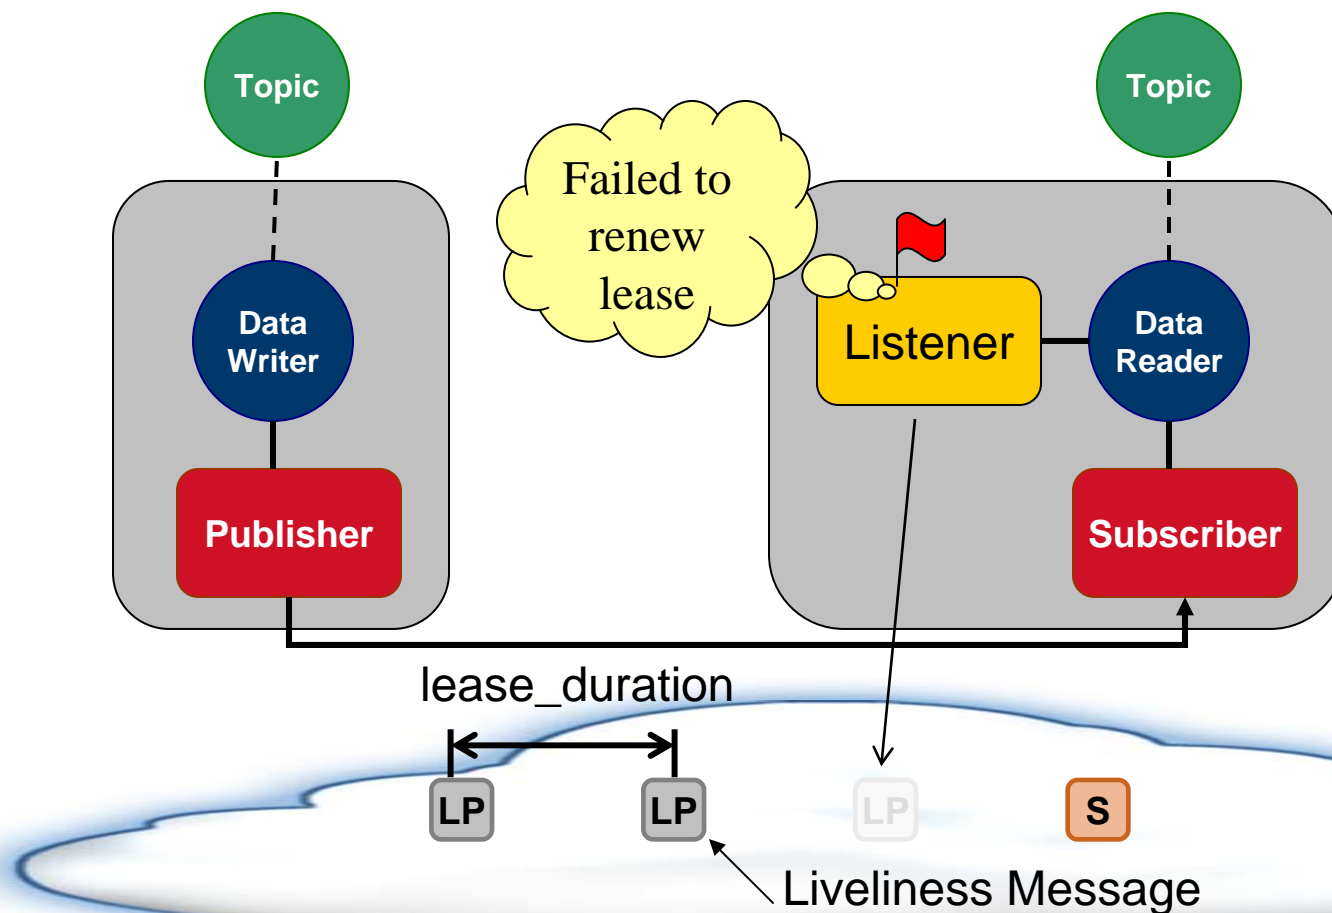 Topic
Topic
Failed to
renew
lease
Data
Writer
Listener
Data
Reader
Publisher
Subscriber
lease_duration
LP
LP
LP
S
Liveliness Message